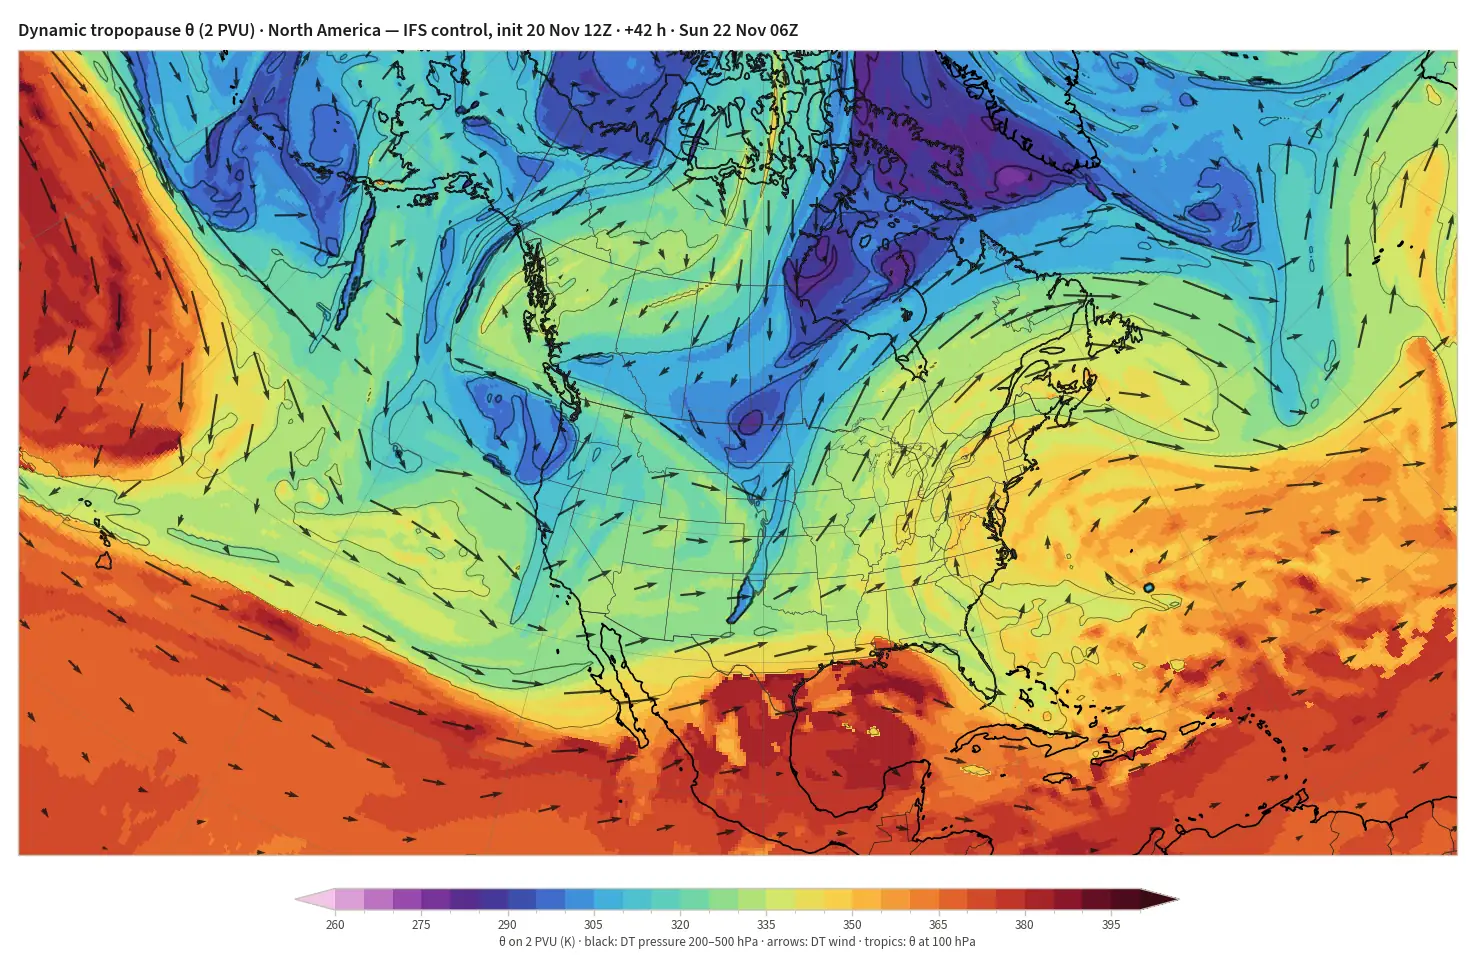 Dynamic tropopause θ (2 PVU) · North America — IFS control, init 20 Nov 12Z · +42 h · Sun 22 Nov 06Z
260 275 290 305 320 335 350 365 380 395
θ on 2 PVU (K) · black: DT pressure 200–500 hPa · arrows: DT wind · tropics: θ at 100 hPa